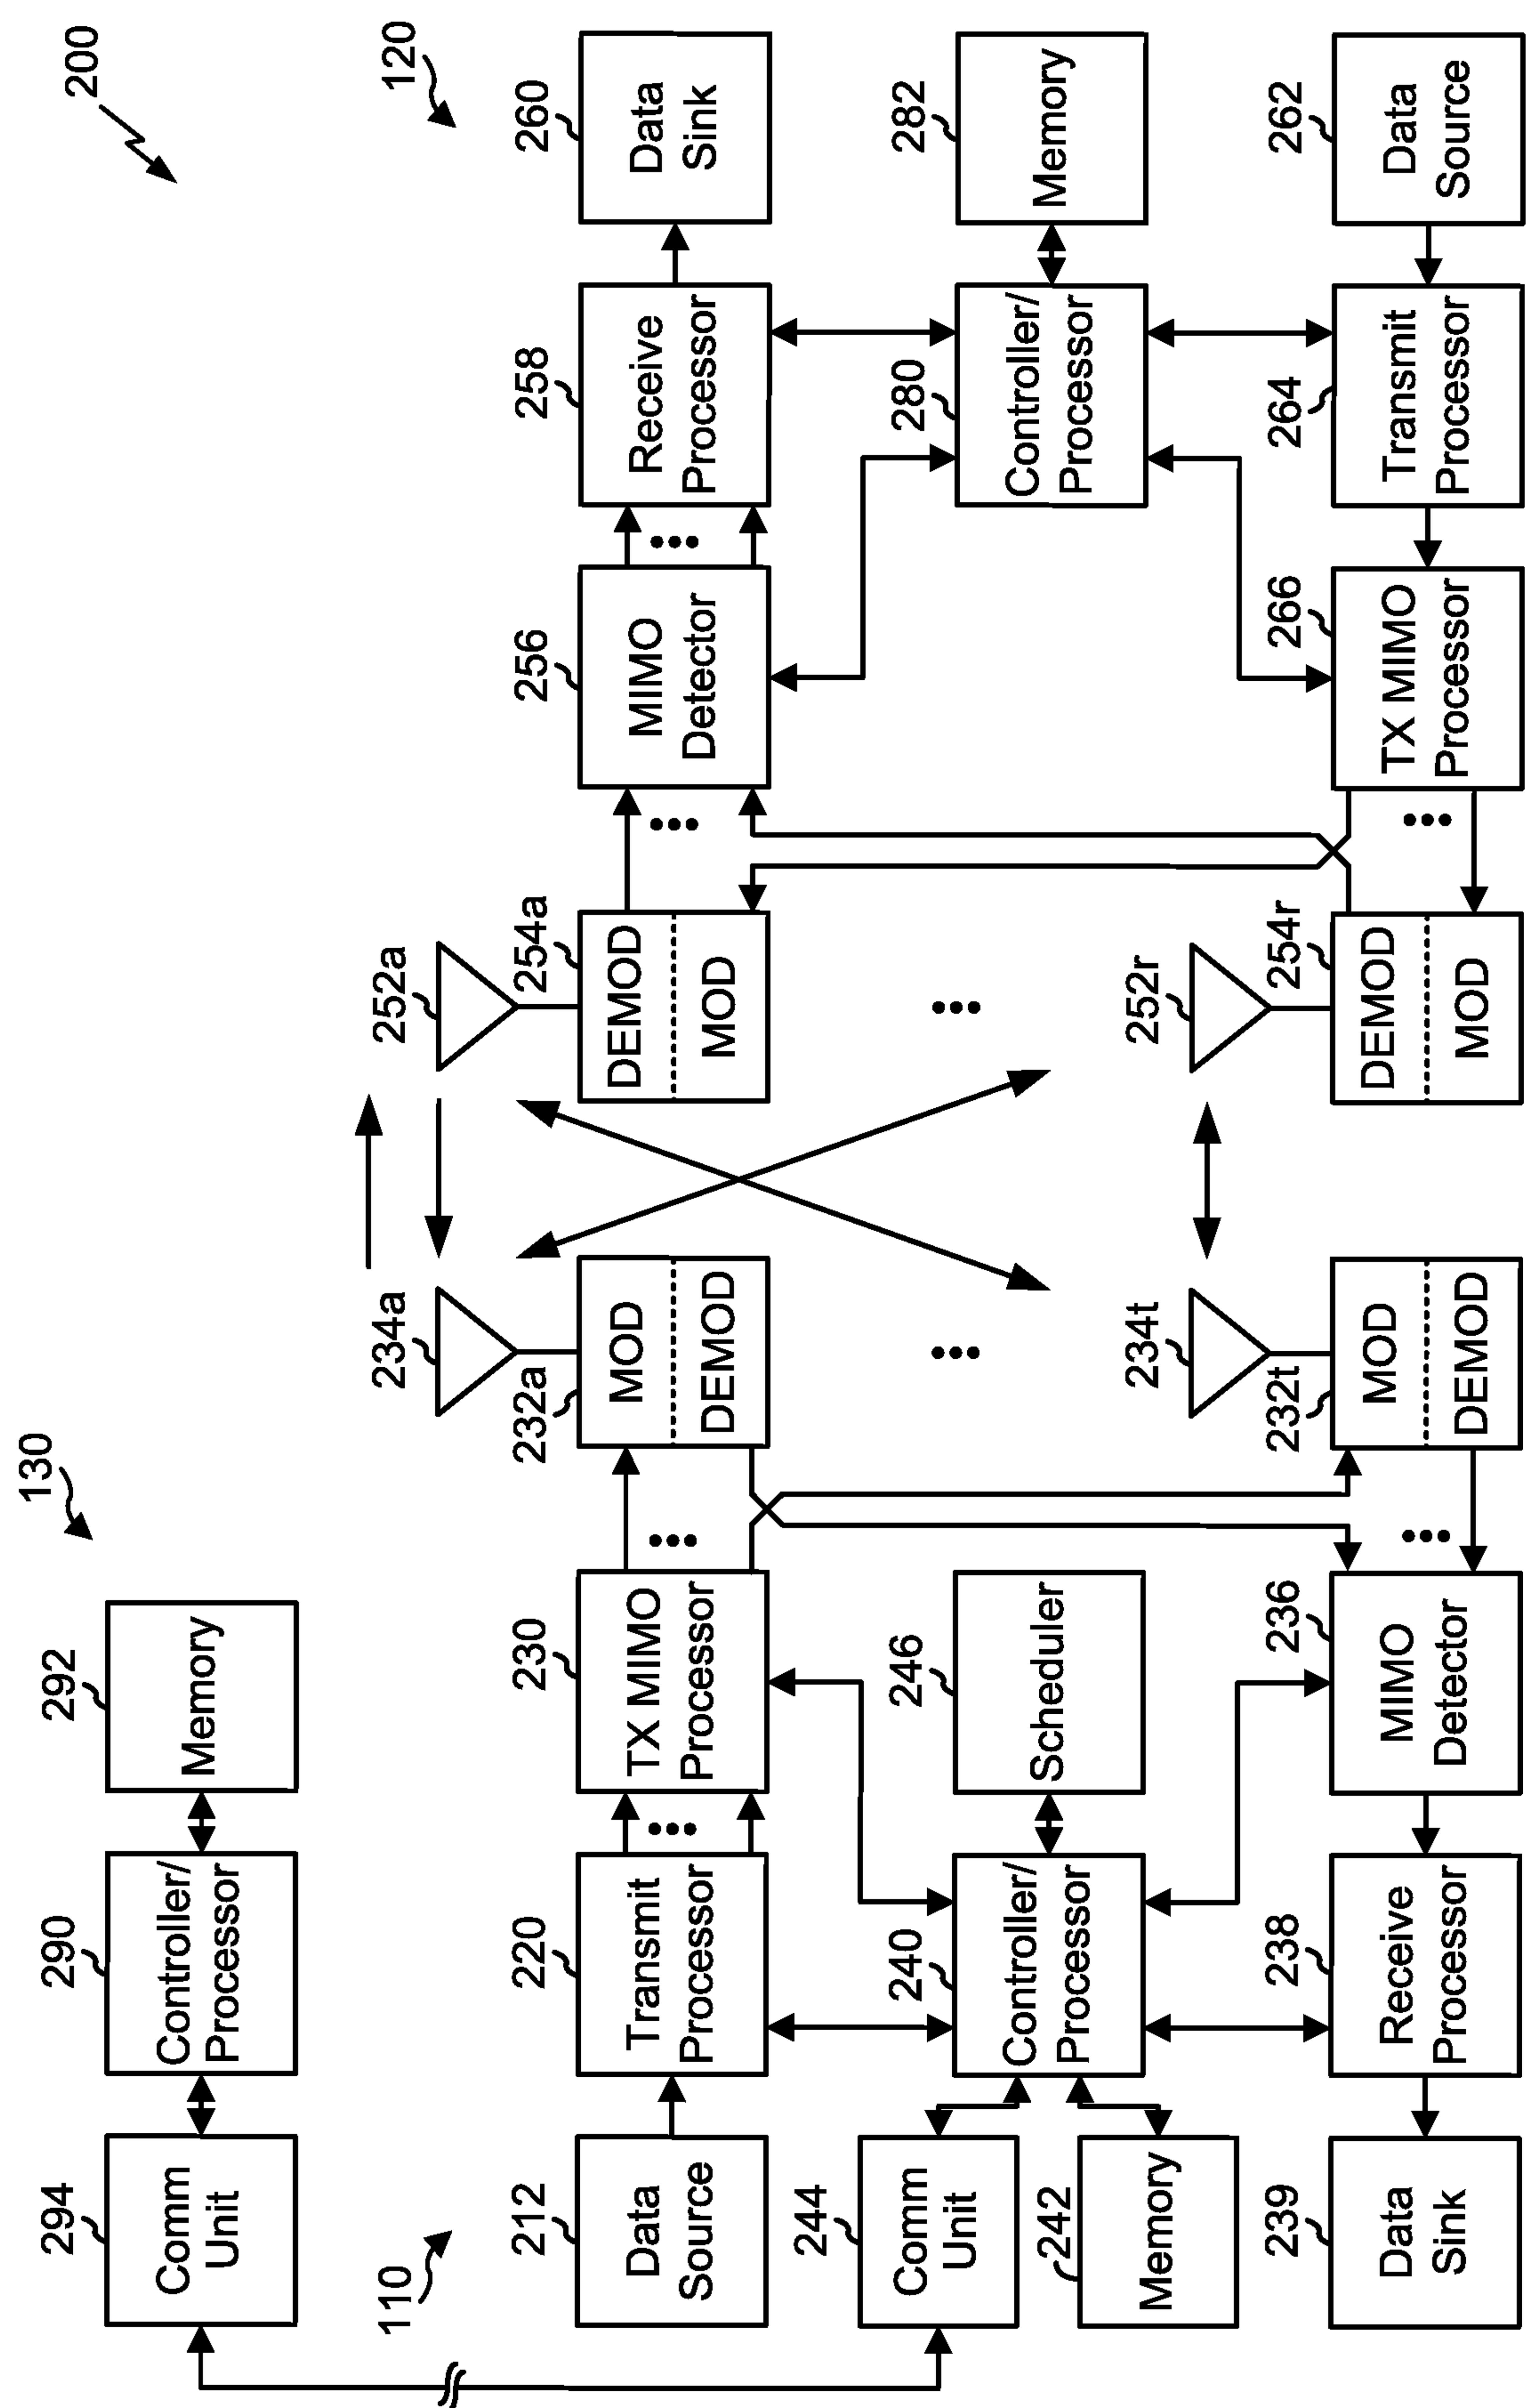 200
130
120
110
294
Comm
Unit
290
Controller/
Processor
292
Memory
212
Data
Source
220
Transmit
Processor
230
TX MIMO
Processor
232a
MOD
DEMOD
234a
252a
254a
DEMOD
MOD
256
MIMO
Detector
258
Receive
Processor
260
Data
Sink
244
Comm
Unit
242
Memory
240
Controller/
Processor
246
Scheduler
280
Controller/
Processor
282
Memory
239
Data
Sink
238
Receive
Processor
236
MIMO
Detector
232t
MOD
DEMOD
234t
252r
254r
DEMOD
MOD
266
TX MIMO
Processor
264
Transmit
Processor
262
Data
Source